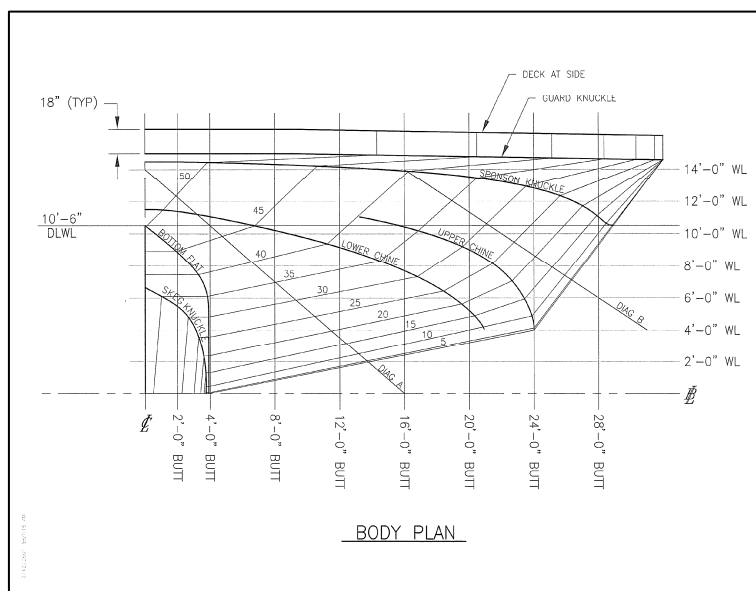 DECK AT SIDE
18" (TYP)
GUARD KNUCKLE
14'-0" WL
50
SPONSON KNUCKLE
12'-0" WL
45
10'-6"
DLWL
10'-0" WL
BOTTOM FLAT
UPPER CHINE
LOWER CHINE
40
8'-0" WL
35
SKEG KNUCKLE
30
6'-0" WL
25
20
DIAG B
15
4'-0" WL
10
5
2'-0" WL
DIAG A
2'-0" BUTT
4'-0" BUTT
8'-0" BUTT
12'-0" BUTT
16'-0" BUTT
20'-0" BUTT
24'-0" BUTT
28'-0" BUTT
BODY PLAN